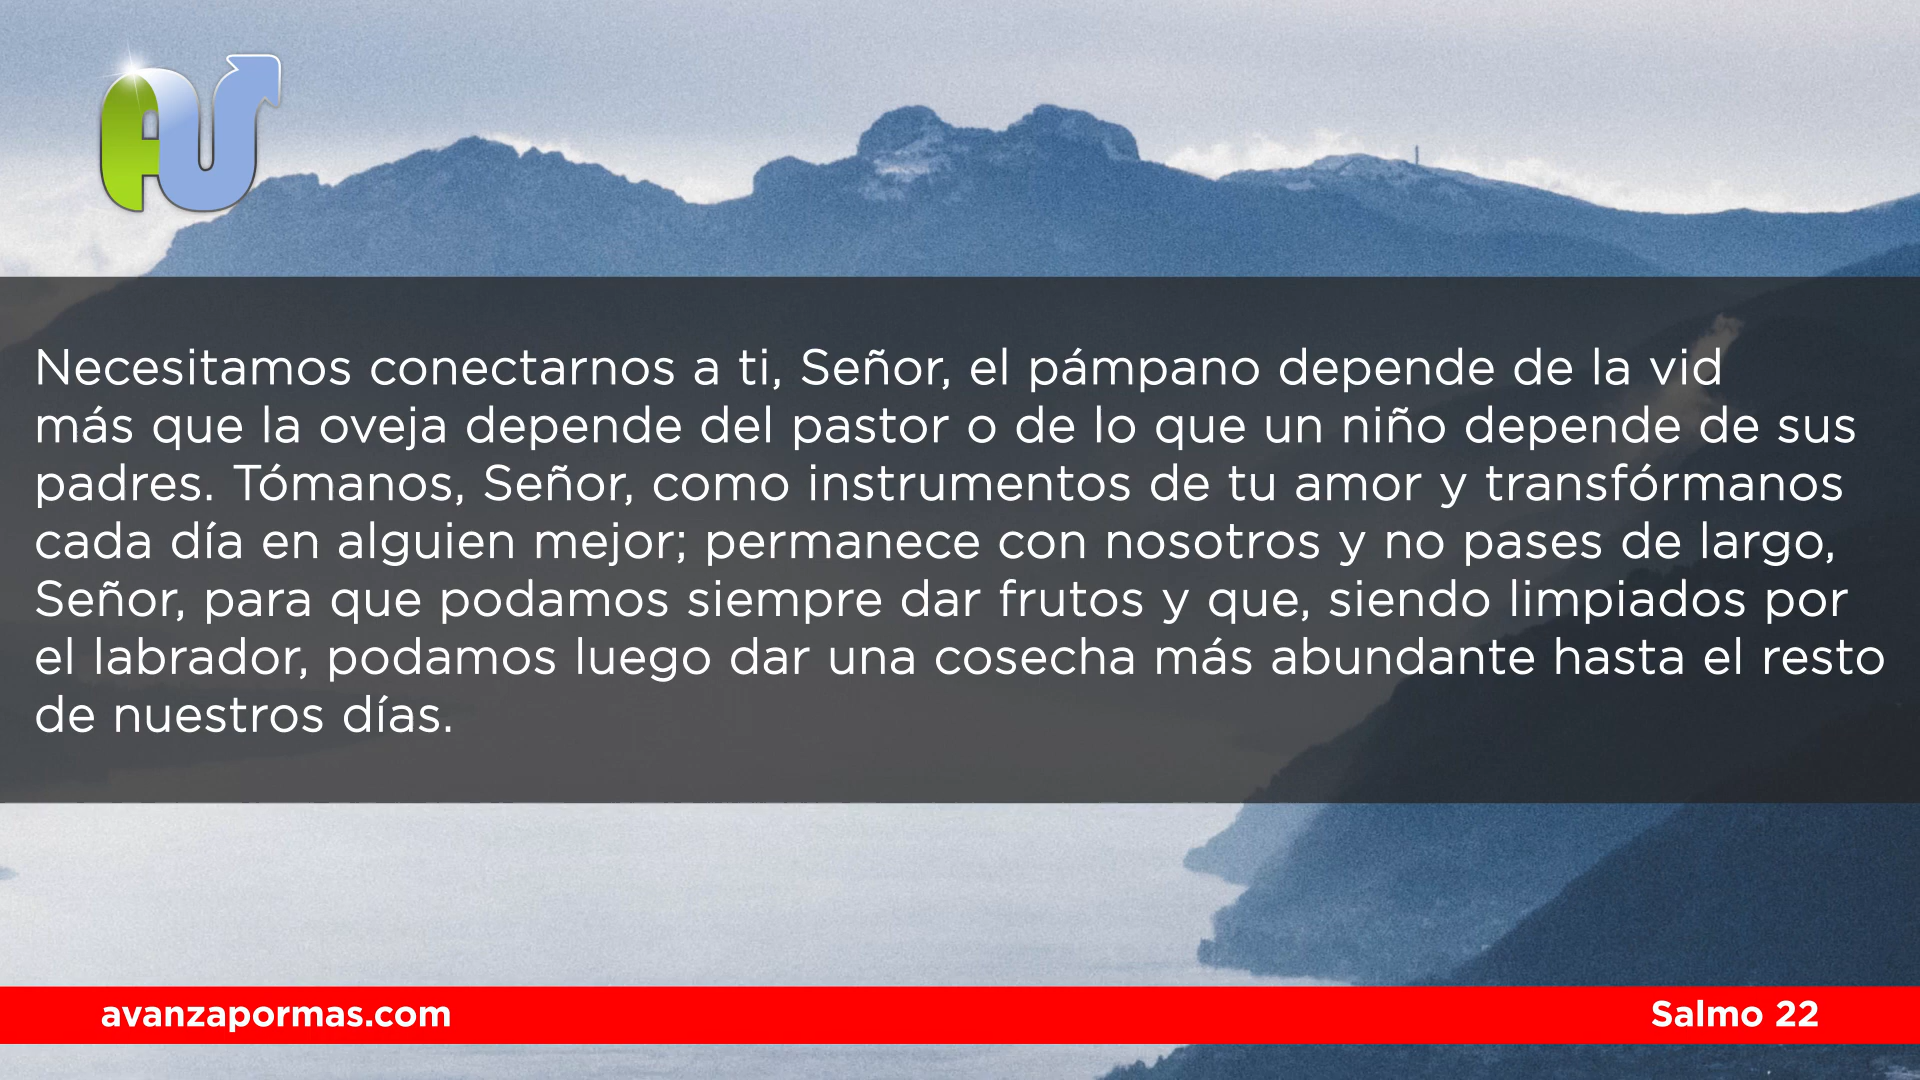 Necesitamos conectarnos a ti, Señor, el pámpano depende de la vid
más que la oveja depende del pastor o de lo que un niño depende de sus
padres. Tómanos, Señor, como instrumentos de tu amor y transfórmanos
cada día en alguien mejor; permanece con nosotros y no pases de largo,
Señor, para que podamos siempre dar frutos y que, siendo limpiados por
el labrador, podamos luego dar una cosecha más abundante hasta el resto
de nuestros días.
avanzapormas.com
Salmo 22